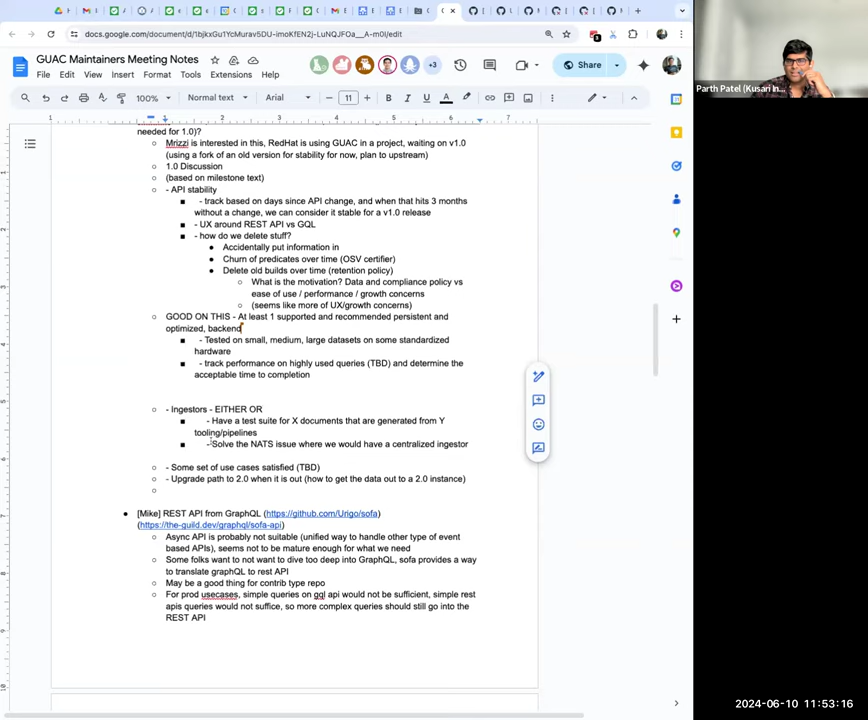 docs.google.com/document/d/1bjkxGu1YcMurav5DU-imoKfEN2j-LuNQJFOa__A-m0I/edit
GUAC Maintainers Meeting Notes
File Edit View Insert Format Tools Extensions Help
+3
Share
100%
Normal text
Arial
11
B I U A
1 1 2 3 4 5 6 7
needed for 1.0)?
Mrizzi is interested in this, RedHat is using GUAC in a project, waiting on v1.0
(using a fork of an old version for stability for now, plan to upstream)
1.0 Discussion
(based on milestone text)
- API stability
- track based on days since API change, and when that hits 3 months
without a change, we can consider it stable for a v1.0 release
- UX around REST API vs GQL
- how do we delete stuff?
Accidentally put information in
Churn of predicates over time (OSV certifier)
Delete old builds over time (retention policy)
What is the motivation? Data and compliance policy vs
ease of use / performance / growth concerns
(seems like more of UX/growth concerns)
GOOD ON THIS - At least 1 supported and recommended persistent and
optimized, backend
- Tested on small, medium, large datasets on some standardized
hardware
- track performance on highly used queries (TBD) and determine the
acceptable time to completion
- Ingestors - EITHER OR
- Have a test suite for X documents that are generated from Y
tooling/pipelines
- Solve the NATS issue where we would have a centralized ingestor
- Some set of use cases satisfied (TBD)
- Upgrade path to 2.0 when it is out (how to get the data out to a 2.0 instance)
[Mike] REST API from GraphQL (https://github.com/Urigo/sofa)
(https://the-guild.dev/graphql/sofa-api)
Async API is probably not suitable (unified way to handle other type of event
based APIs), seems not to be mature enough for what we need
Some folks want to not want to dive too deep into GraphQL, sofa provides a way
to translate graphQL to rest API
May be a good thing for contrib type repo
For prod usecases, simple queries on gql api would not be sufficient, simple rest
apis queries would not suffice, so more complex queries should still go into the
REST API
Parth Patel (Kusari In...
2024-06-10 11:53:16